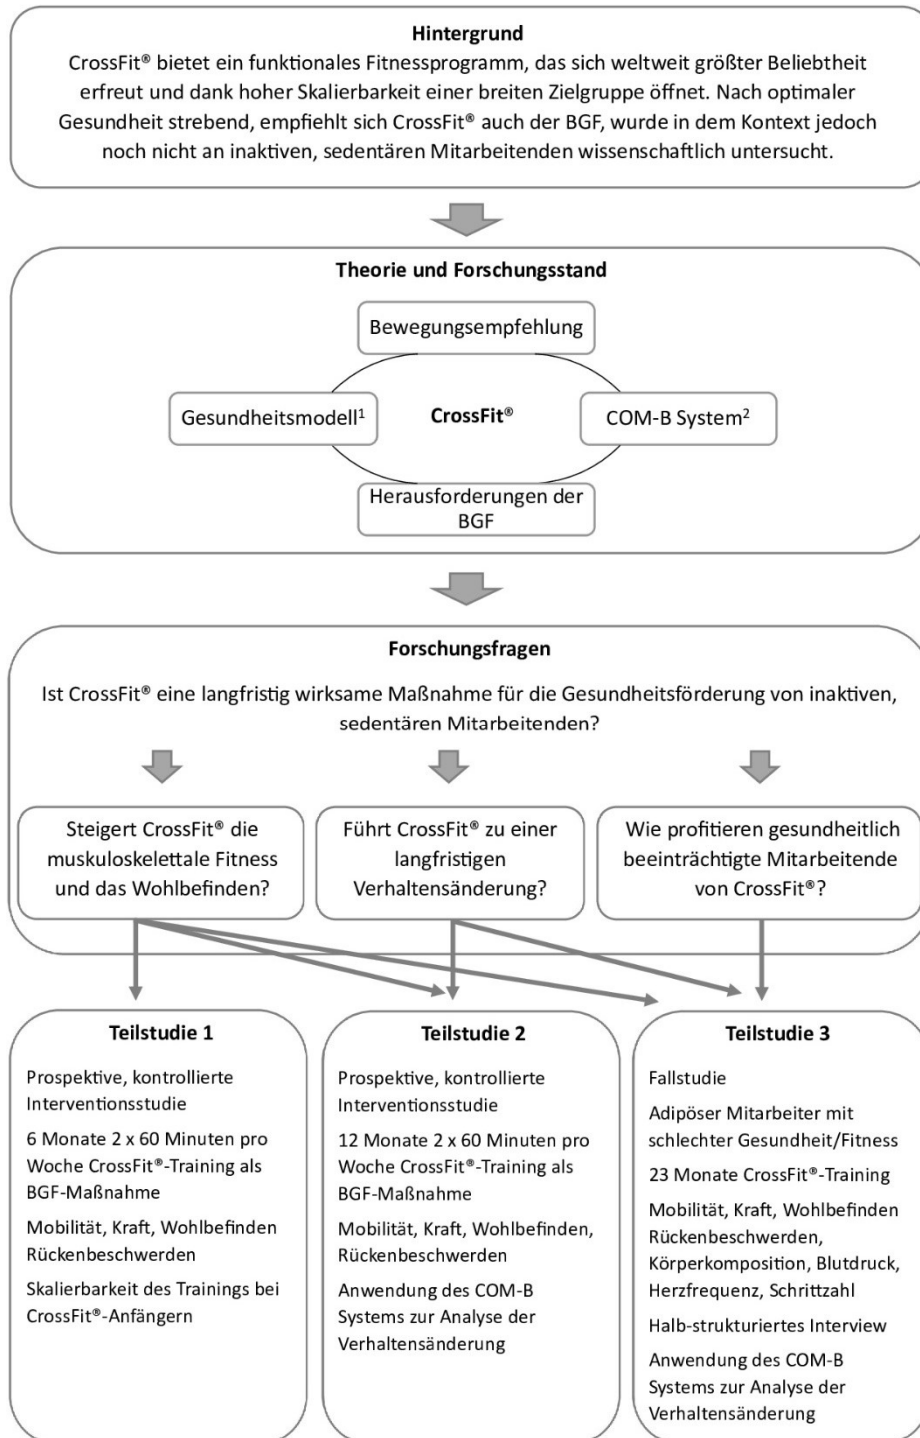 Hintergrund
CrossFit® bietet ein funktionales Fitnessprogramm, das sich weltweit größter Beliebtheit
erfreut und dank hoher Skalierbarkeit einer breiten Zielgruppe öffnet. Nach optimaler
Gesundheit strebend, empfiehlt sich CrossFit® auch der BGF, wurde in dem Kontext jedoch
noch nicht an inaktiven, sedentären Mitarbeitenden wissenschaftlich untersucht.
Theorie und Forschungsstand
Bewegungsempfehlung
Gesundheitsmodell¹
CrossFit®
COM-B System²
Herausforderungen der
BGF
Forschungsfragen
Ist CrossFit® eine langfristig wirksame Maßnahme für die Gesundheitsförderung von inaktiven,
sedentären Mitarbeitenden?
Steigert CrossFit® die
muskuloskelettale Fitness
und das Wohlbefinden?
Führt CrossFit® zu einer
langfristigen
Verhaltensänderung?
Wie profitieren gesundheitlich
beeinträchtigte Mitarbeitende
von CrossFit®?
Teilstudie 1
Prospektive, kontrollierte
Interventionsstudie
6 Monate 2 x 60 Minuten pro
Woche CrossFit®-Training als
BGF-Maßnahme
Mobilität, Kraft, Wohlbefinden
Rückenbeschwerden
Skalierbarkeit des Trainings bei
CrossFit®-Anfängern
Teilstudie 2
Prospektive, kontrollierte
Interventionsstudie
12 Monate 2 x 60 Minuten pro
Woche CrossFit®-Training als
BGF-Maßnahme
Mobilität, Kraft, Wohlbefinden,
Rückenbeschwerden
Anwendung des COM-B
Systems zur Analyse der
Verhaltensänderung
Teilstudie 3
Fallstudie
Adipöser Mitarbeiter mit
schlechter Gesundheit/Fitness
23 Monate CrossFit®-Training
Mobilität, Kraft, Wohlbefinden
Rückenbeschwerden,
Körperkomposition, Blutdruck,
Herzfrequenz, Schrittzahl
Halb-strukturiertes Interview
Anwendung des COM-B
Systems zur Analyse der
Verhaltensänderung